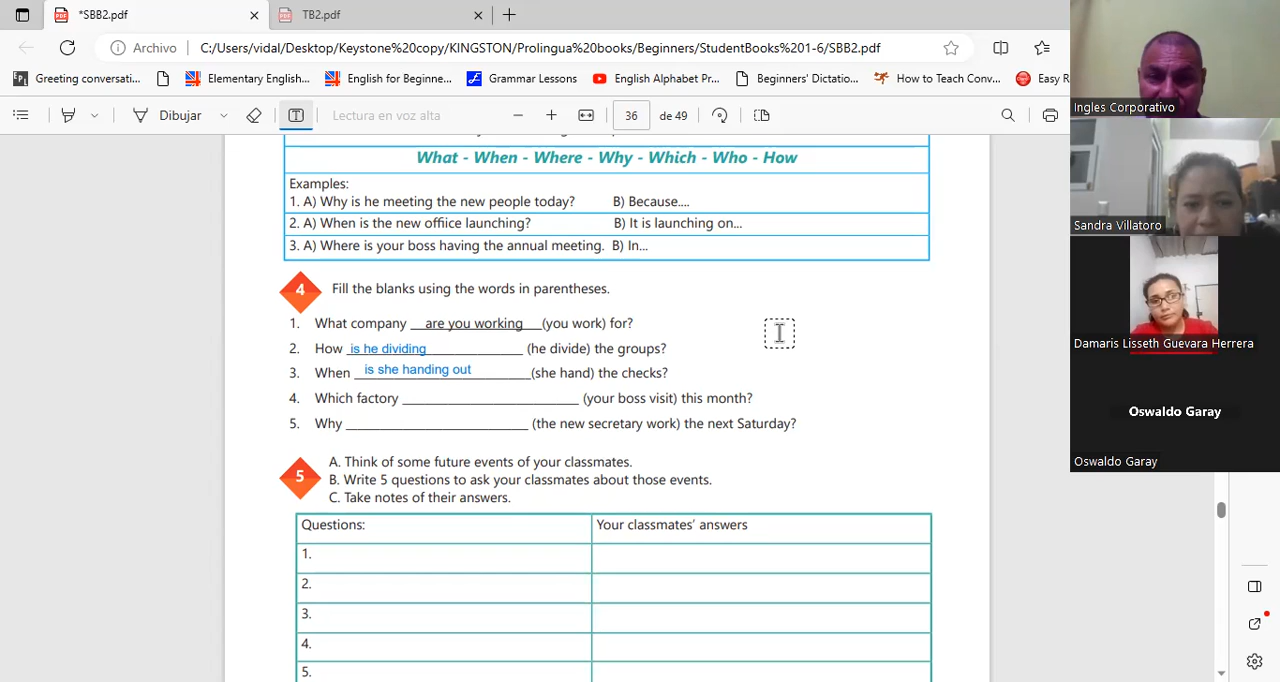 *SBB2.pdf
TB2.pdf
Archivo
C:/Users/vidal/Desktop/Keystone%20copy/KINGSTON/Prolingua%20books/Beginners/StudentBooks%201-6/SBB2.pdf
Greeting conversati...
Elementary English...
English for Beginne...
Grammar Lessons
English Alphabet Pr...
Beginners' Dictatio...
How to Teach Conv...
Easy R
Dibujar
Lectura en voz alta
36
de 49
What - When - Where - Why - Which - Who - How
Examples:
1. A) Why is he meeting the new people today? B) Because....
2. A) When is the new offiice launching? B) It is launching on...
3. A) Where is your boss having the annual meeting. B) In...
4 Fill the blanks using the words in parentheses.
1. What company __are you working___(you work) for?
2. How is he dividing______________ (he divide) the groups?
3. When _is she handing out________(she hand) the checks?
4. Which factory _________________________ (your boss visit) this month?
5. Why __________________________ (the new secretary work) the next Saturday?
5 A. Think of some future events of your classmates.
B. Write 5 questions to ask your classmates about those events.
C. Take notes of their answers.
Questions: Your classmates' answers
1.
2.
3.
4.
5.
Ingles Corporativo
Sandra Villatoro
Damaris Lisseth Guevara Herrera
Oswaldo Garay
Oswaldo Garay